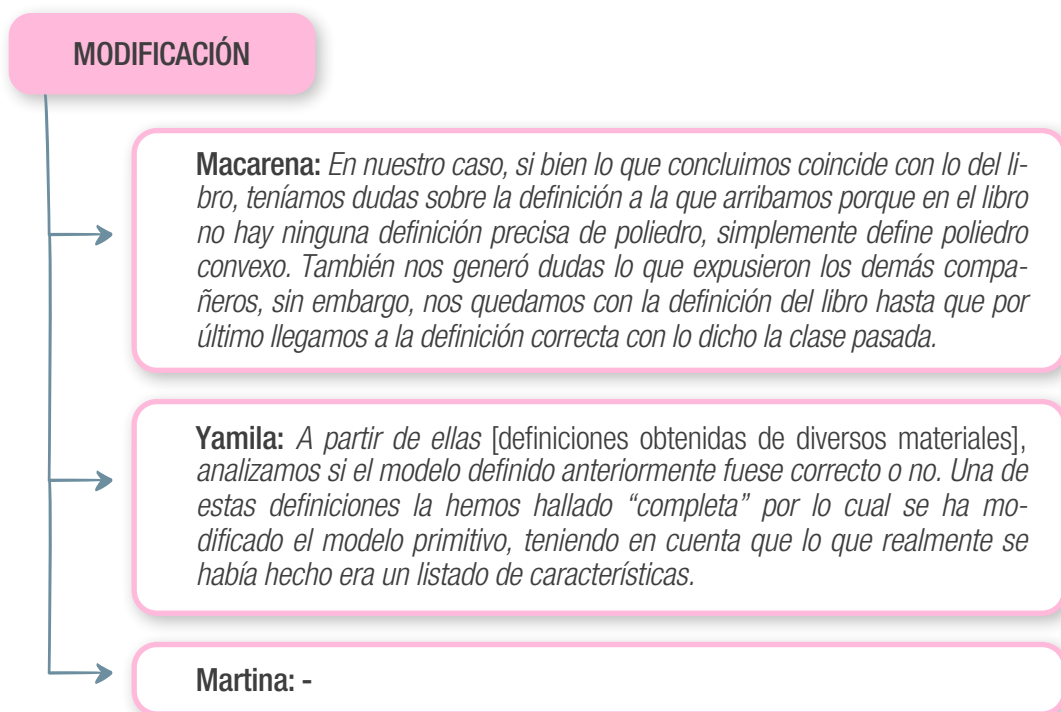 MODIFICACIÓN
Macarena: En nuestro caso, si bien lo que concluimos coincide con lo del li-
bro, teníamos dudas sobre la definición a la que arribamos porque en el libro
no hay ninguna definición precisa de poliedro, simplemente define poliedro
convexo. También nos generó dudas lo que expusieron los demás compa-
ñeros, sin embargo, nos quedamos con la definición del libro hasta que por
último llegamos a la definición correcta con lo dicho la clase pasada.
Yamila: A partir de ellas [definiciones obtenidas de diversos materiales],
analizamos si el modelo definido anteriormente fuese correcto o no. Una de
estas definiciones la hemos hallado “completa” por lo cual se ha mo-
dificado el modelo primitivo, teniendo en cuenta que lo que realmente se
había hecho era un listado de características.
Martina: -